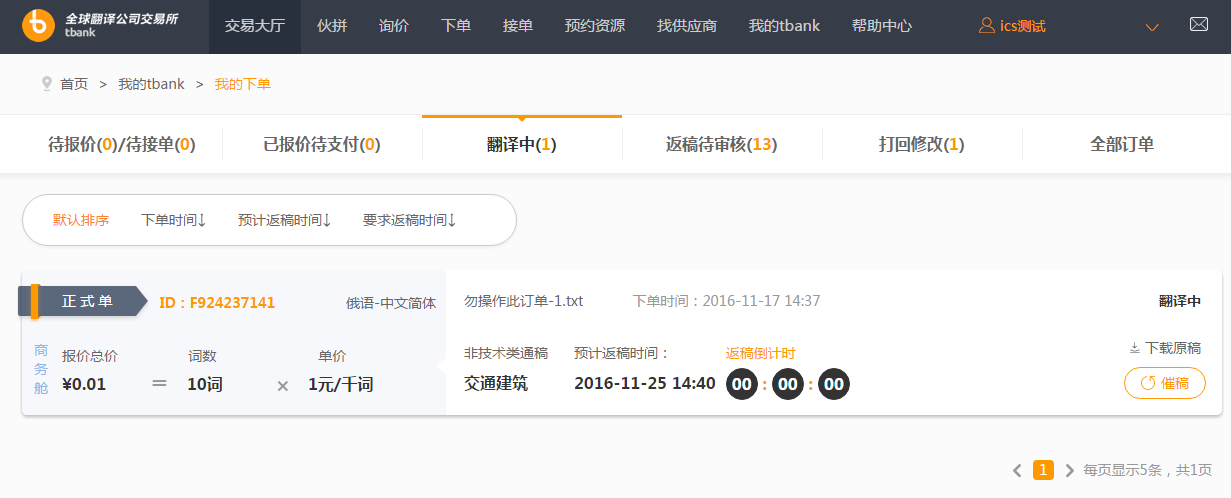 全球翻译公司交易所
tbank
交易大厅 伙拼 询价 下单 接单 预约资源 找供应商 我的tbank 帮助中心 ics测试
首页 > 我的tbank > 我的下单
待报价(0)/待接单(0) 已报价待支付(0) 翻译中(1) 返稿待审核(13) 打回修改(1) 全部订单
默认排序 下单时间↓ 预计返稿时间↓ 要求返稿时间↓
正式单 ID：F924237141 俄语-中文简体 勿操作此订单-1.txt 下单时间：2016-11-17 14:37 翻译中
商务舱
报价总价 词数 单价 非技术类通稿 预计返稿时间： 返稿倒计时 下载原稿
¥0.01 = 10词 × 1元/千词 交通建筑 2016-11-25 14:40 00 : 00 : 00 催稿
< 1 > 每页显示5条，共1页